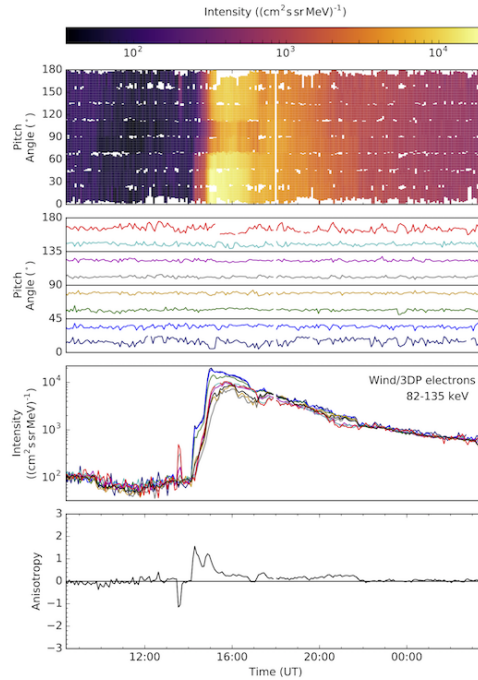 Intensity ((cm²s sr MeV)⁻¹)
10² 10³ 10⁴
180
150
120
90
60
30
0
Pitch
Angle (°)
180
135
90
45
0
Pitch
Angle (°)
Wind/3DP electrons
82-135 keV
10⁴
10³
10²
Intensity
((cm²s sr MeV)⁻¹)
3
2
1
0
−1
−2
−3
Anisotropy
12:00 16:00 20:00 00:00
Time (UT)